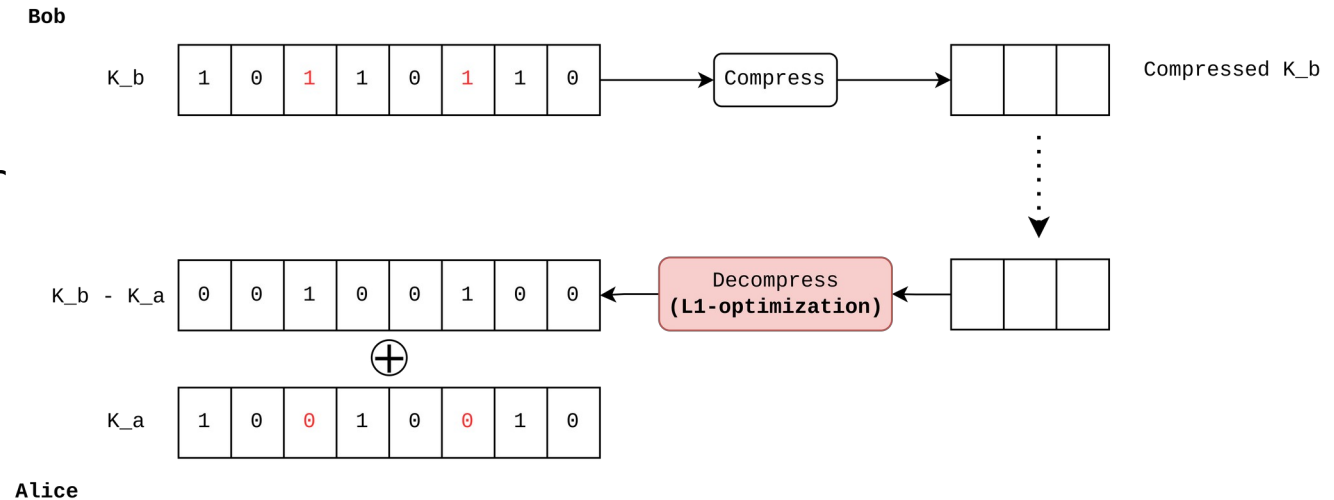 Bob
K_b 1 0 1 1 0 1 1 0 Compress Compressed K_b
K_b - K_a 0 0 1 0 0 1 0 0 Decompress
(L1-optimization)
K_a 1 0 0 1 0 0 1 0
Alice